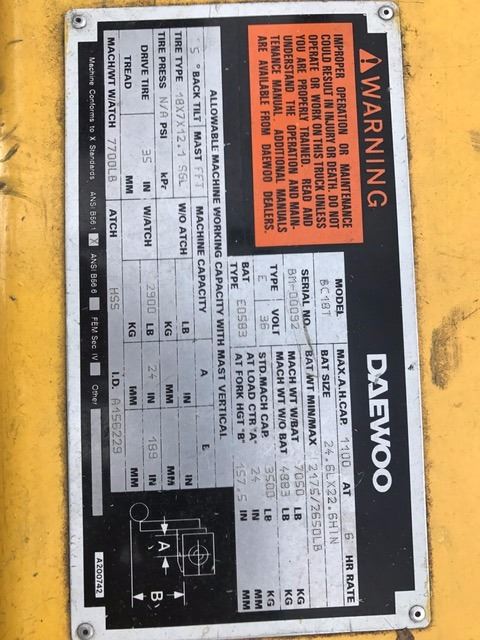 WARNING
IMPROPER OPERATION OR MAINTENANCE
COULD RESULT IN INJURY OR DEATH. DO NOT
OPERATE OR WORK ON THIS TRUCK UNLESS
YOU ARE PROPERLY TRAINED. READ AND
UNDERSTAND THE OPERATION AND MAIN-
TENANCE MANUAL. ADDITIONAL MANUALS
ARE AVAILABLE FROM DAEWOO DEALERS.
DAEWOO
MODEL MAX.A.H.CAP. 1100 AT 6 HR RATE
BC18T BAT SIZE 24.6LX22.6HIN
SERIAL NO. BAT WT MIN/MAX 2175/2650LB
BM-00092 MACH WT W/BAT 7050 LB KG
TYPE VOLT MACH WT W/O BAT 4883 LB KG
E 36 STD.MACH CAP. 3500 LB KG
BAT AT LOAD CTR "A" 24 IN MM
TYPE E0583 AT FORK HGT "B" 157.5 IN MM
ALLOWABLE MACHINE WORKING CAPACITY WITH MAST VERTICAL
5 ° BACK TILT MAST FFT MACHINE CAPACITY A B
TIRE TYPE 18X7X12.1 SGL W/O ATCH LB IN IN
TIRE PRESS N/A PSI kPr KG MM MM
DRIVE TIRE 35 IN W/ATCH 2900 LB 24 IN 189 IN
TREAD MM KG MM MM
MACH/WT W/ATCH 7700LB ATCH HSS I.D. A456229
Machine Conforms to X Standards ANSI B56.1 X ANSI B56.6 FEM Sec. IV Other
A
B
A200742